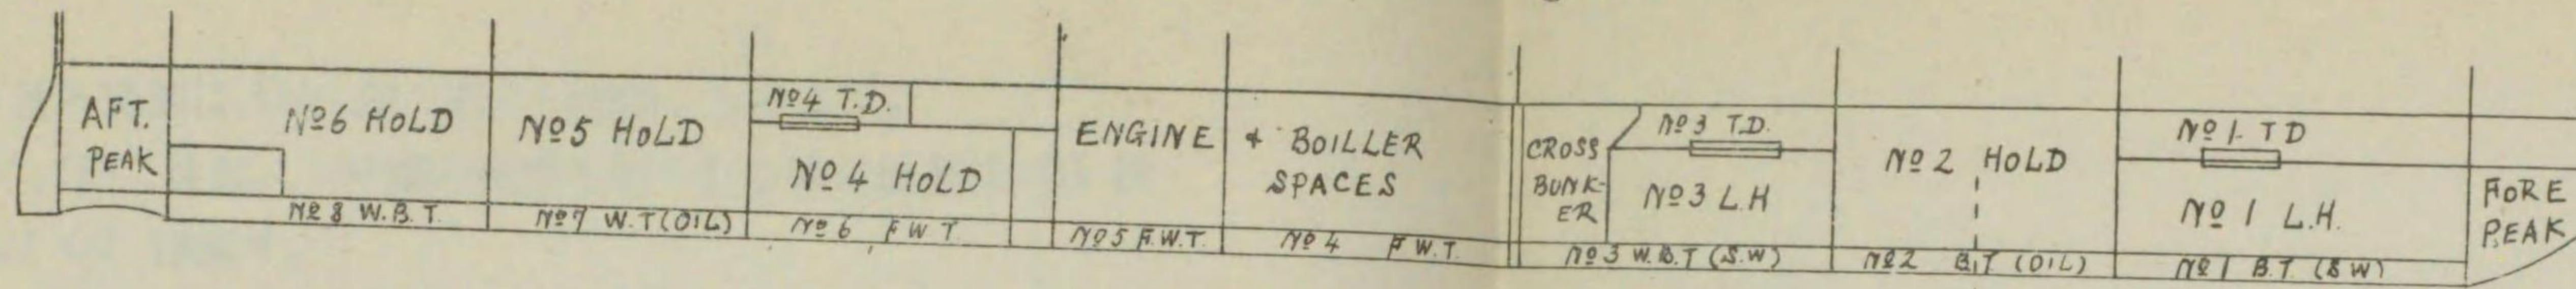 AFT.
PEAK
No6 HOLD
No5 HOLD
No4 T.D.
No4 HOLD
ENGINE & BOILLER
SPACES
CROSS
BUNK-
ER
No3 T.D.
No3 L.H
No2 HOLD
No1. TD
No1 L.H.
FORE
PEAK
No8 W.B.T.
No7 W.T(OIL)
No6 F W T
No5 F.W.T.
No4 F W.T.
No3 W.B.T (S.W)
No2 B.T (OIL)
No1 B.T. (SW)